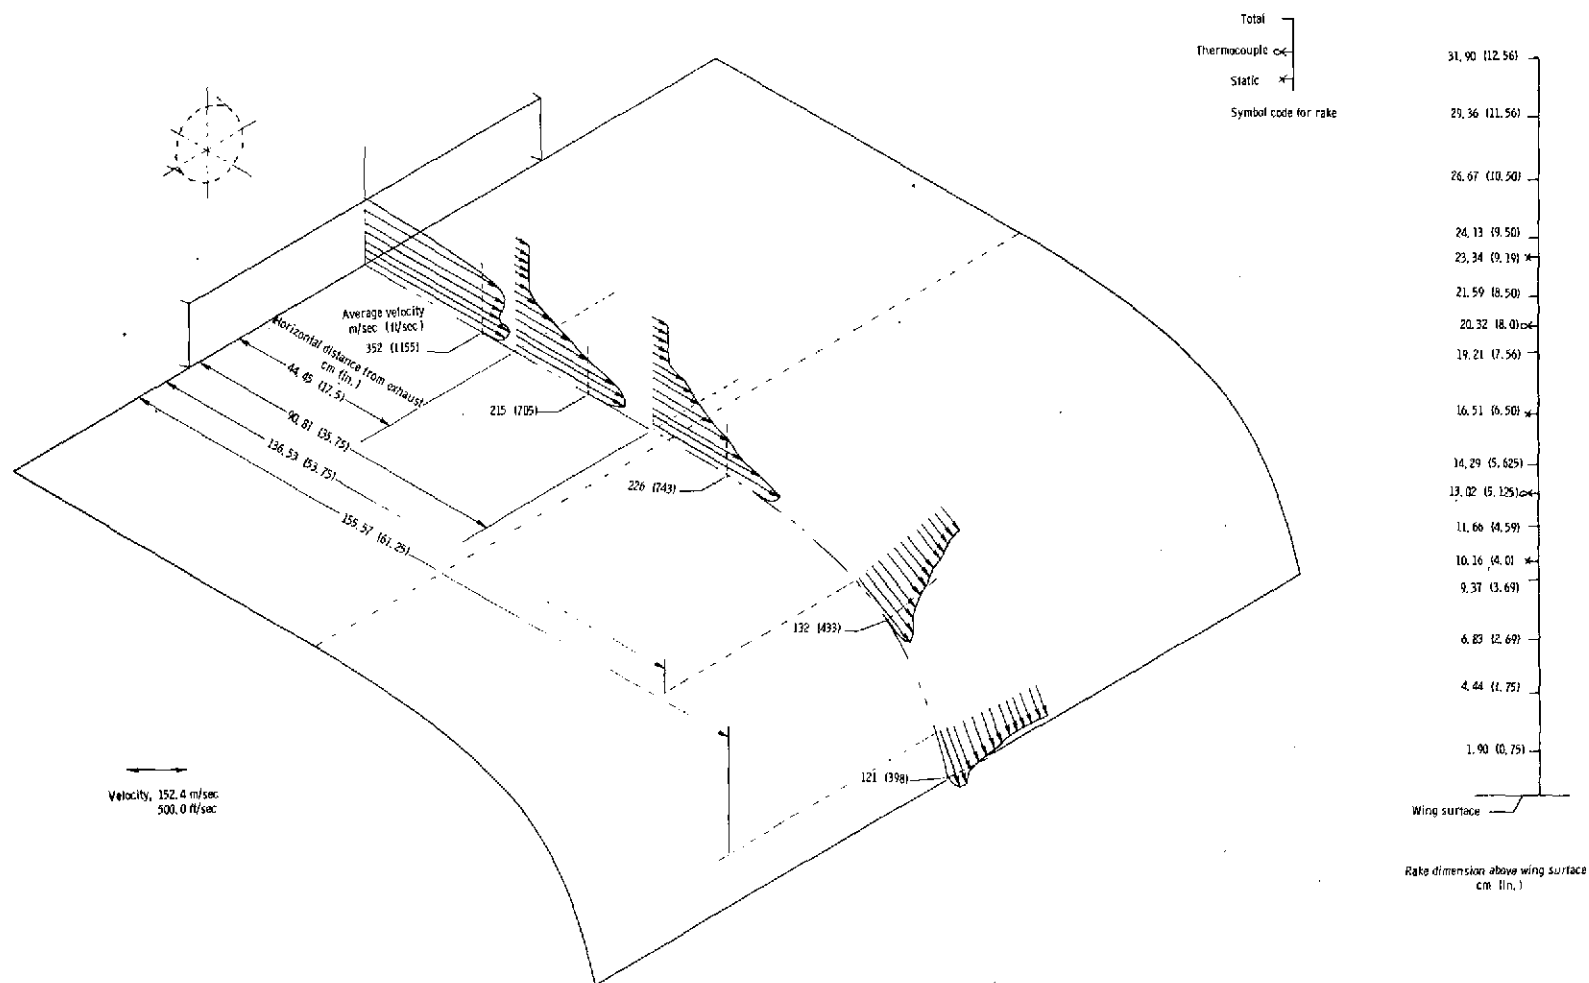 Total
Thermocouple
Static
Symbol code for rake
31.90 (12.56)
29.36 (11.56)
26.67 (10.50)
24.13 (9.50)
23.34 (9.19)
21.59 (8.50)
20.32 (8.0)
19.21 (7.56)
16.51 (6.50)
14.29 (5.625)
13.02 (5.125)
11.66 (4.59)
10.16 (4.0)
9.37 (3.69)
6.83 (2.69)
4.44 (1.75)
1.90 (0.75)
Wing surface
Rake dimension above wing surface
cm (in.)
Average velocity
m/sec (ft/sec)
352 (1155)
Horizontal distance from exhaust
cm (in.)
44.45 (17.5)
90.81 (35.75)
136.53 (53.75)
155.57 (61.25)
215 (705)
226 (743)
132 (433)
121 (398)
Velocity, 152.4 m/sec
500.0 ft/sec